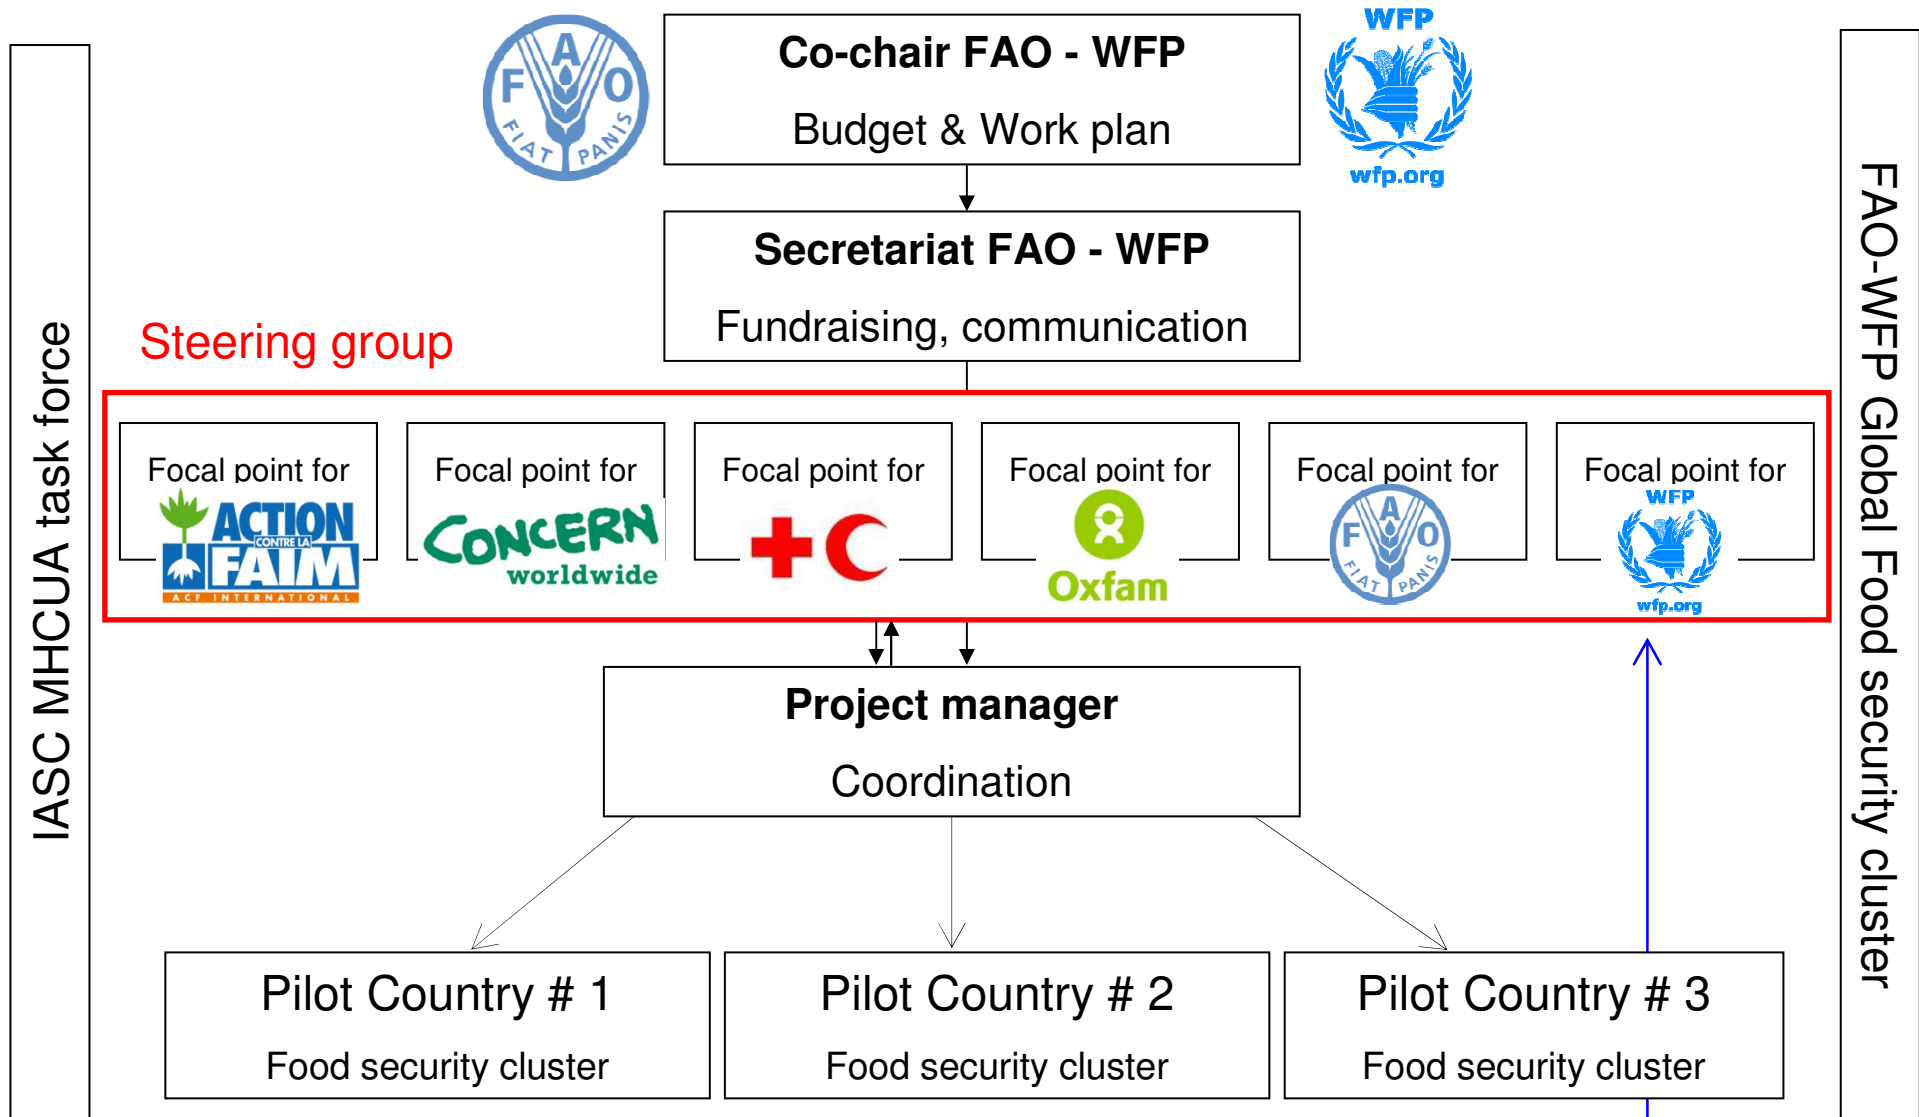 Co-chair FAO - WFP
Budget & Work plan
F A O
FIAT PANIS
WFP
wfp.org
Secretariat FAO - WFP
Fundraising, communication
IASC MHCUA task force
FAO-WFP Global Food security cluster
Steering group
Focal point for
ACTION
CONTRE LA
FAIM
ACF INTERNATIONAL
Focal point for
CONCERN
worldwide
Focal point for
Focal point for
Oxfam
Focal point for
F A O
FIAT PANIS
Focal point for
WFP
wfp.org
Project manager
Coordination
Pilot Country # 1
Food security cluster
Pilot Country # 2
Food security cluster
Pilot Country # 3
Food security cluster